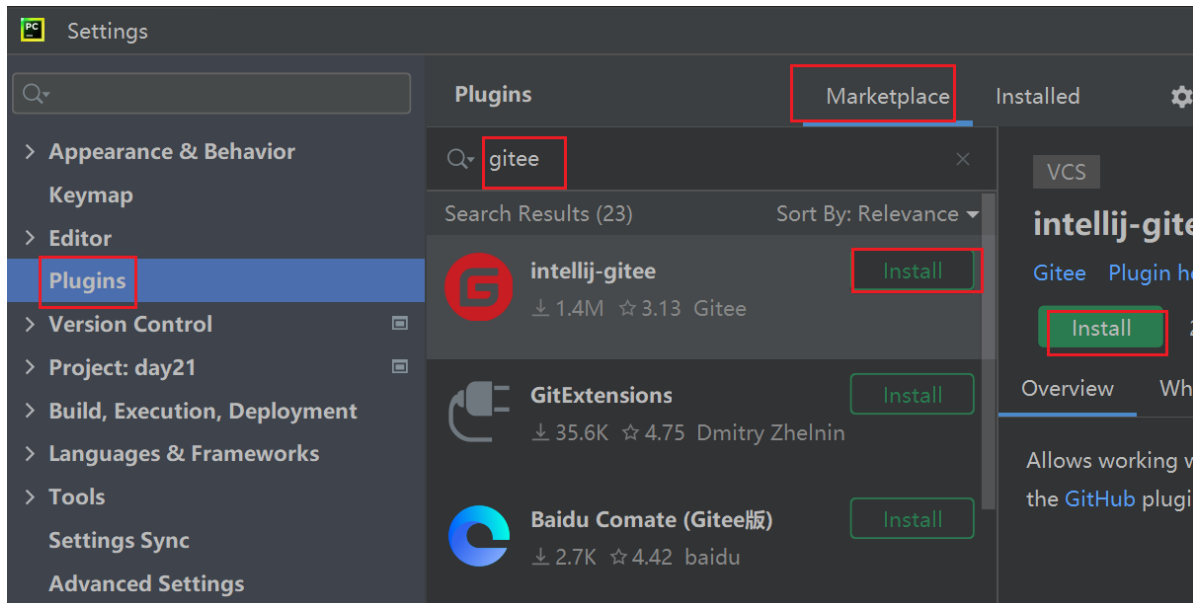 PC
Settings
Appearance & Behavior
Keymap
Editor
Plugins
Version Control
Project: day21
Build, Execution, Deployment
Languages & Frameworks
Tools
Settings Sync
Advanced Settings
Plugins
Marketplace
Installed
gitee
Search Results (23)
Sort By: Relevance
intellij-gitee
Install
1.4M 3.13 Gitee
GitExtensions
Install
35.6K 4.75 Dmitry Zhelnin
Baidu Comate (Gitee版)
Install
2.7K 4.42 baidu
VCS
intellij-gite
Gitee Plugin h
Install
Overview Wh
Allows working
the GitHub plugi